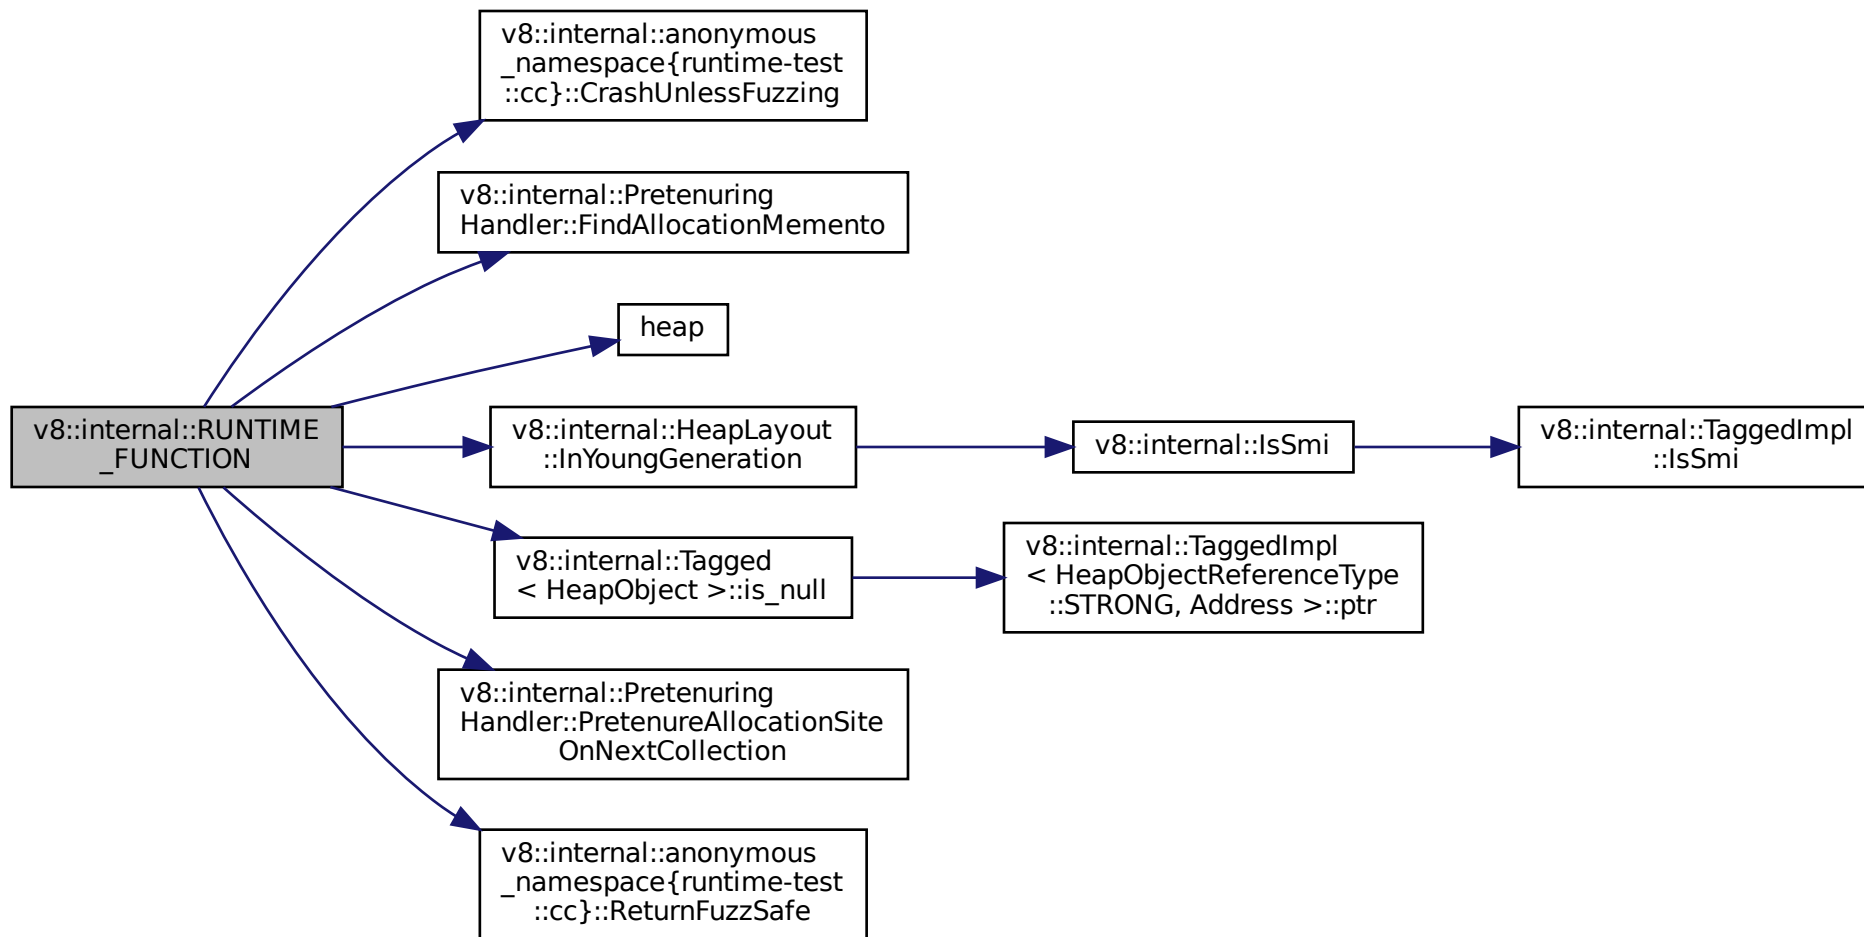 v8::internal::anonymous
_namespace{runtime-test
::cc}::CrashUnlessFuzzing
v8::internal::Pretenuring
Handler::FindAllocationMemento
heap
v8::internal::RUNTIME
_FUNCTION
v8::internal::HeapLayout
::InYoungGeneration
v8::internal::IsSmi
v8::internal::TaggedImpl
::IsSmi
v8::internal::Tagged
< HeapObject >::is_null
v8::internal::TaggedImpl
< HeapObjectReferenceType
::STRONG, Address >::ptr
v8::internal::Pretenuring
Handler::PretenureAllocationSite
OnNextCollection
v8::internal::anonymous
_namespace{runtime-test
::cc}::ReturnFuzzSafe